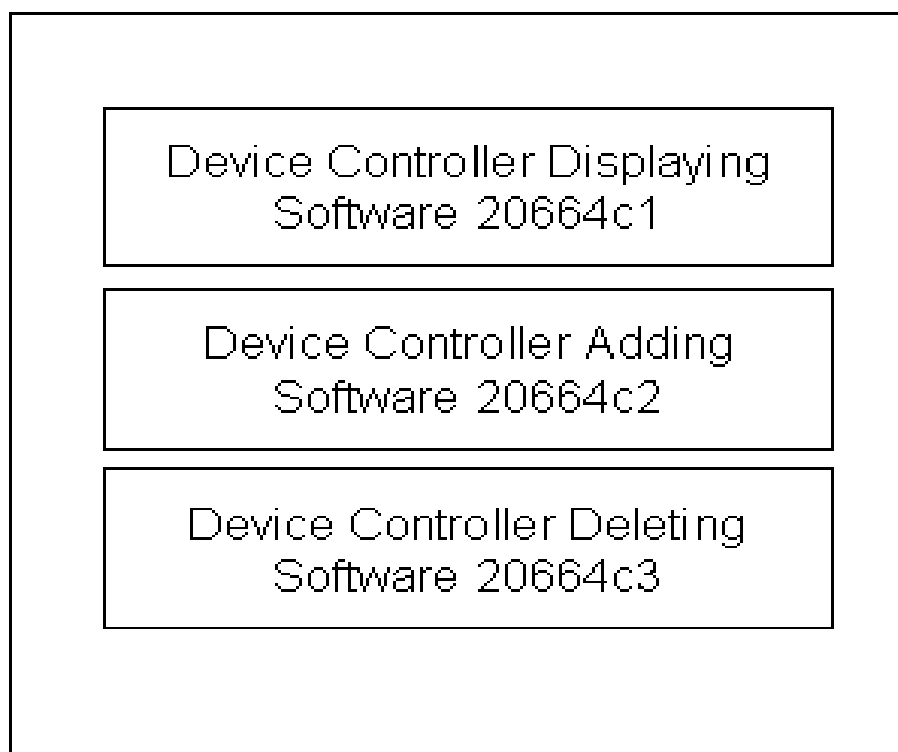 Device Controller Displaying
Software 20664c1
Device Controller Adding
Software 20664c2
Device Controller Deleting
Software 20664c3